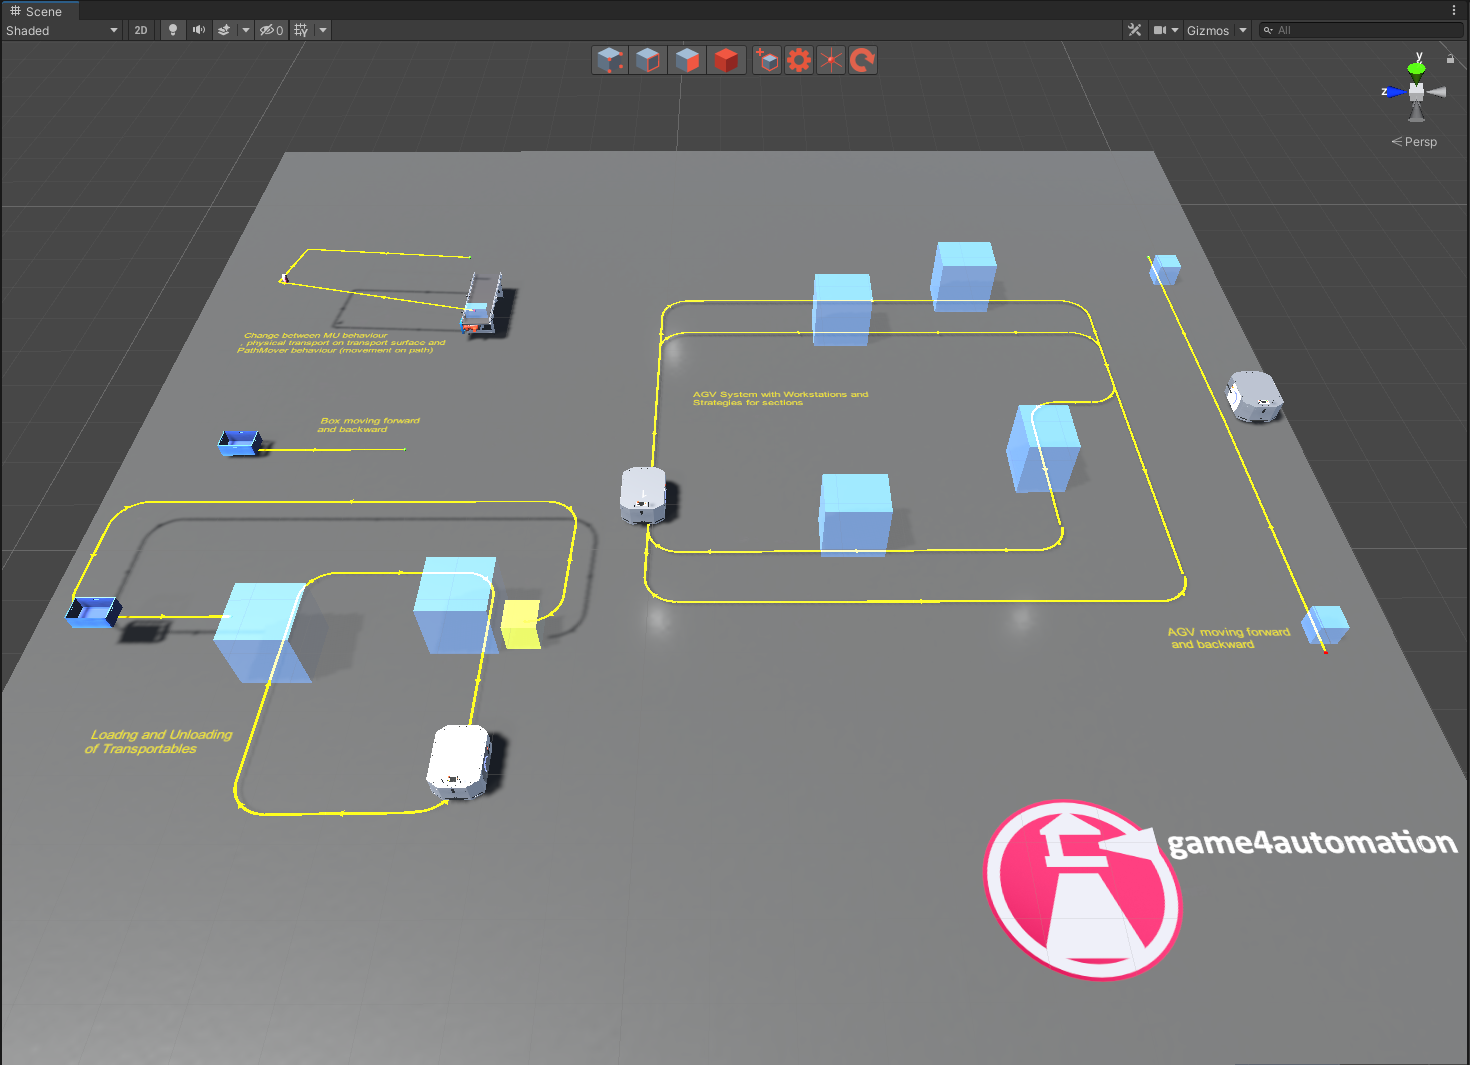 Scene
Shaded
2D
0
Gizmos
All
y
z
Persp
Change between MU behaviour
, physical transport on transport surface and
PathMover behaviour (movement on path)
AGV System with Workstations and
Strategies for sections
Box moving forward
and backward
AGV moving forward
and backward
Loadng and Unloading
of Transportables
game4automation